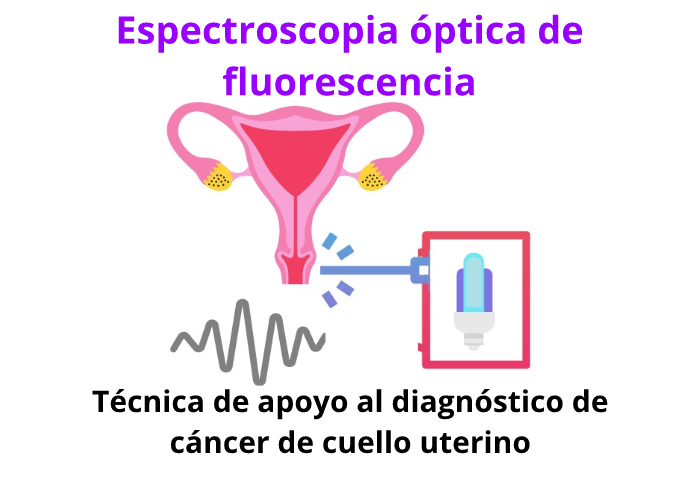 Espectroscopia óptica de
fluorescencia
Técnica de apoyo al diagnóstico de
cáncer de cuello uterino